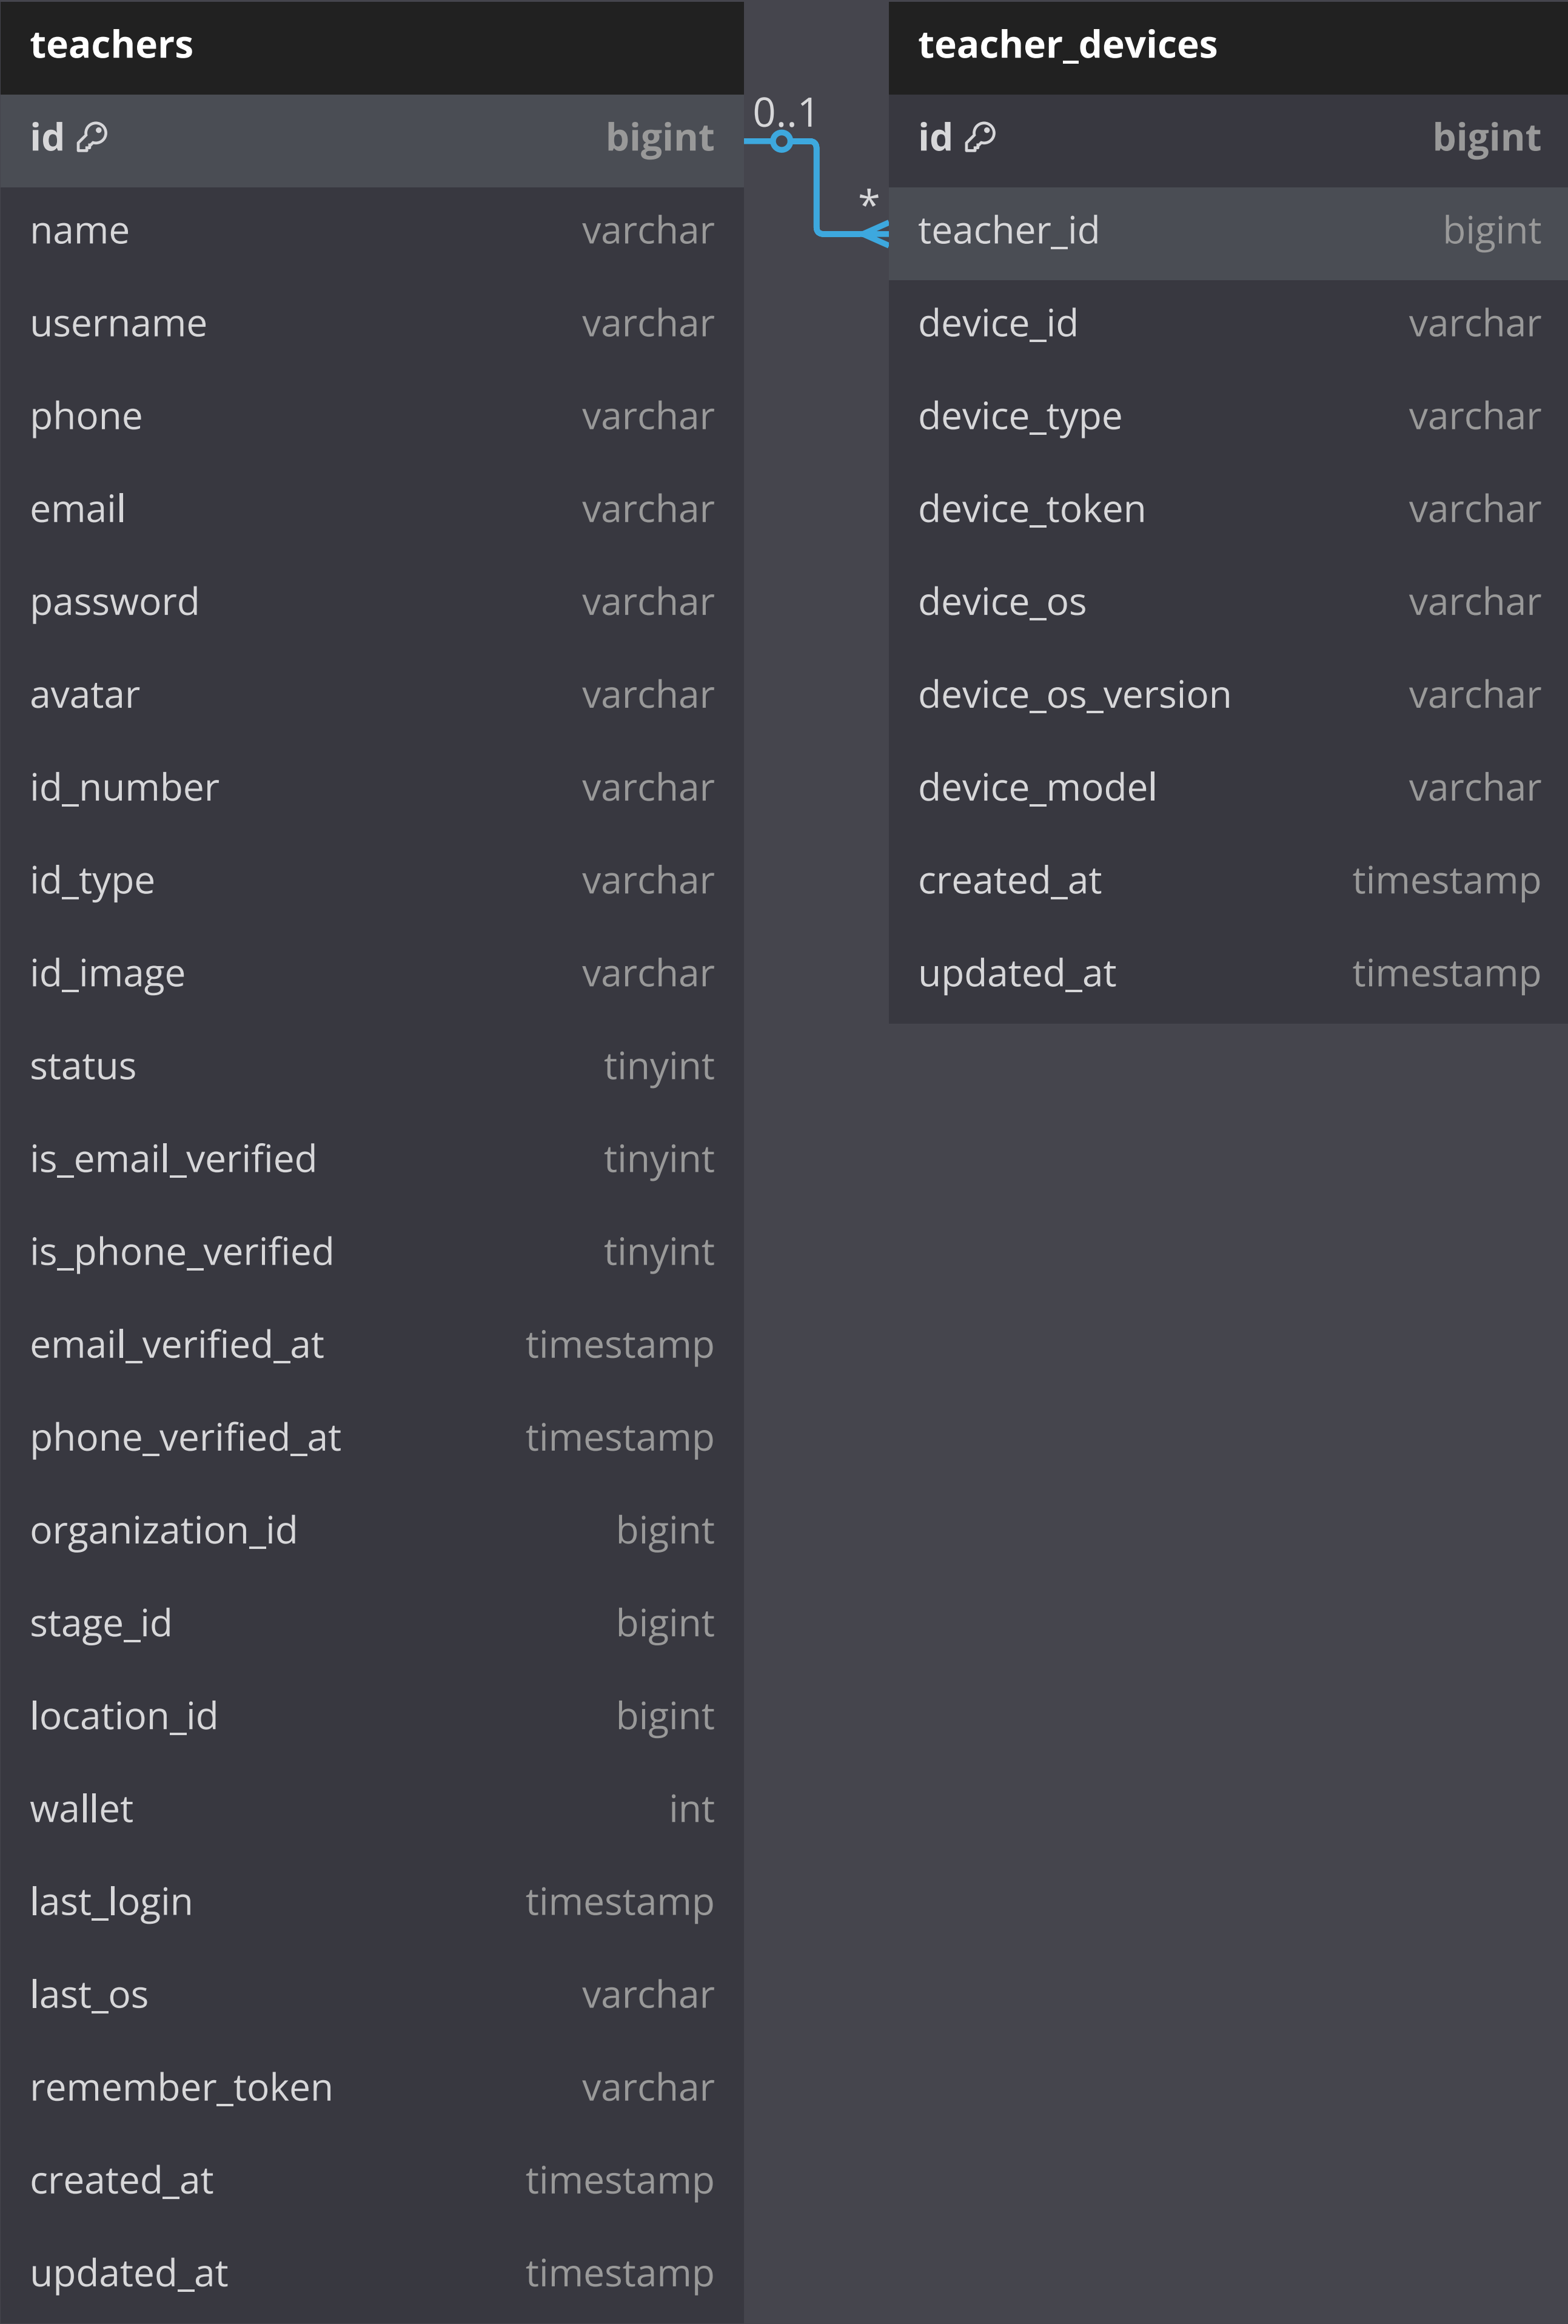 teachers
id bigint
name varchar
username varchar
phone varchar
email varchar
password varchar
avatar varchar
id_number varchar
id_type varchar
id_image varchar
status tinyint
is_email_verified tinyint
is_phone_verified tinyint
email_verified_at timestamp
phone_verified_at timestamp
organization_id bigint
stage_id bigint
location_id bigint
wallet int
last_login timestamp
last_os varchar
remember_token varchar
created_at timestamp
updated_at timestamp
0..1
*
teacher_devices
id bigint
teacher_id bigint
device_id varchar
device_type varchar
device_token varchar
device_os varchar
device_os_version varchar
device_model varchar
created_at timestamp
updated_at timestamp